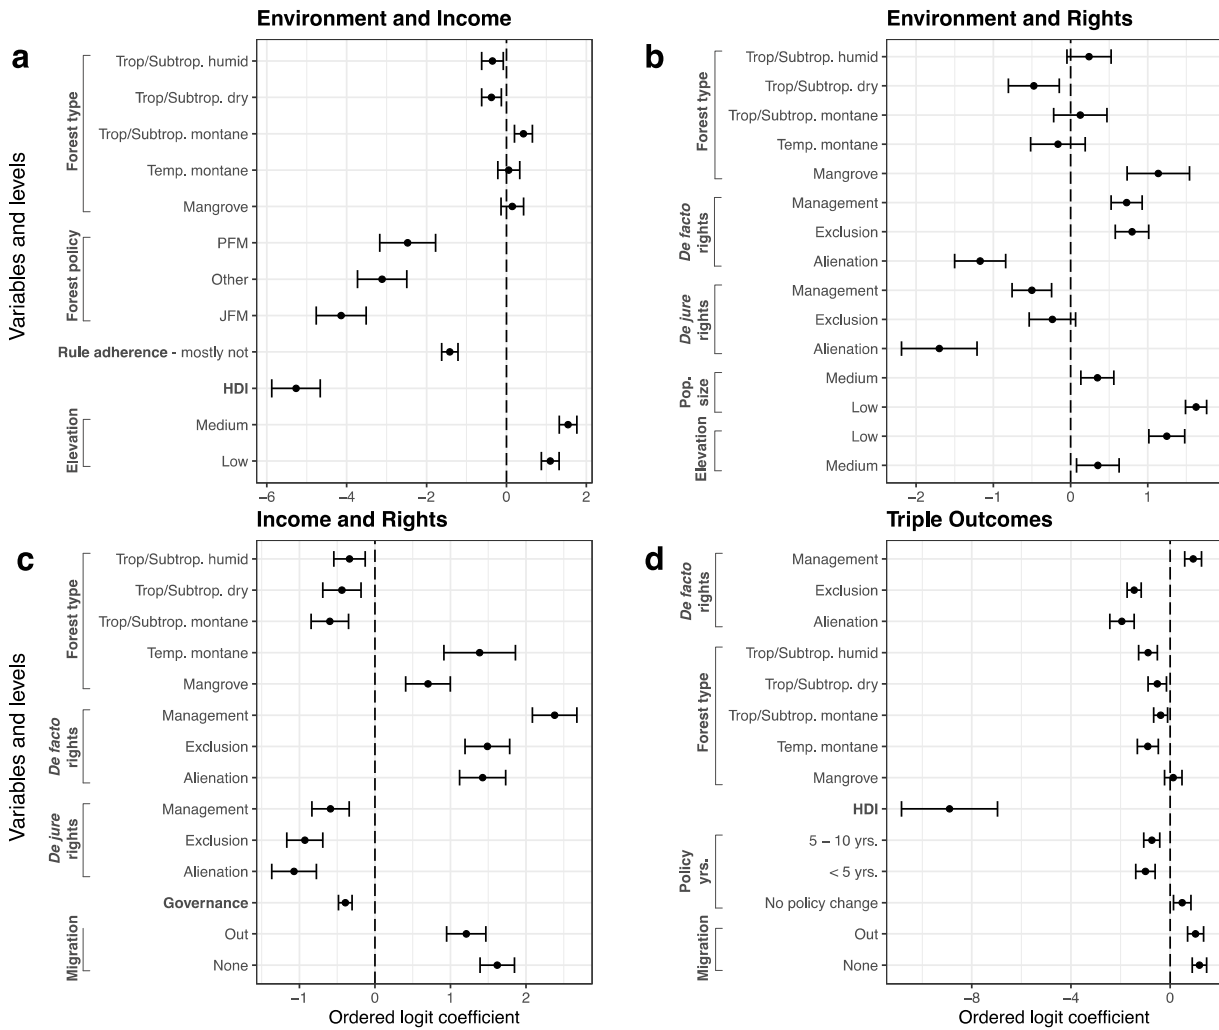 Environment and Income
a
Variables and levels
Forest type
Trop/Subtrop. humid
Trop/Subtrop. dry
Trop/Subtrop. montane
Temp. montane
Mangrove
Forest policy
PFM
Other
JFM
Rule adherence - mostly not
HDI
Elevation
Medium
Low
−6 −4 −2 0 2
Environment and Rights
b
Forest type
Trop/Subtrop. humid
Trop/Subtrop. dry
Trop/Subtrop. montane
Temp. montane
Mangrove
De facto
rights
Management
Exclusion
Alienation
De jure
rights
Management
Exclusion
Alienation
Pop.
size
Medium
Low
Elevation
Low
Medium
−2 −1 0 1
Income and Rights
c
Variables and levels
Forest type
Trop/Subtrop. humid
Trop/Subtrop. dry
Trop/Subtrop. montane
Temp. montane
Mangrove
De facto
rights
Management
Exclusion
Alienation
De jure
rights
Management
Exclusion
Alienation
Governance
Migration
Out
None
−1 0 1 2
Ordered logit coefficient
Triple Outcomes
d
De facto
rights
Management
Exclusion
Alienation
Forest type
Trop/Subtrop. humid
Trop/Subtrop. dry
Trop/Subtrop. montane
Temp. montane
Mangrove
HDI
Policy
yrs.
5 − 10 yrs.
< 5 yrs.
No policy change
Migration
Out
None
−8 −4 0
Ordered logit coefficient